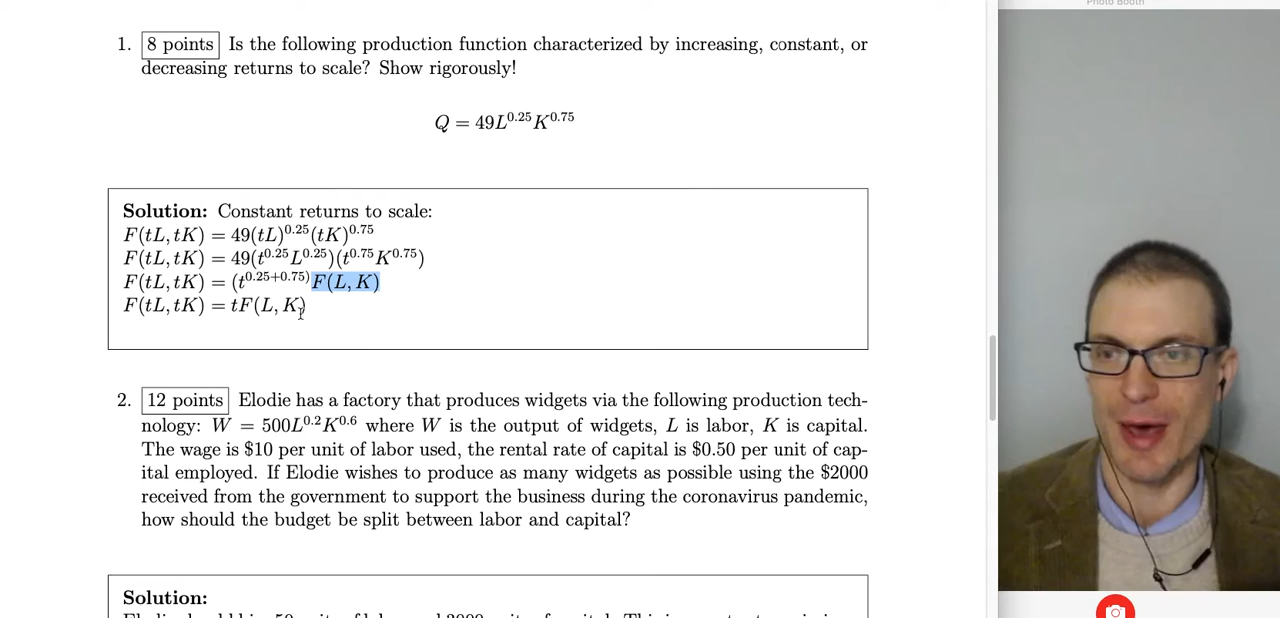 Photo Booth
1. 8 points Is the following production function characterized by increasing, constant, or
decreasing returns to scale? Show rigorously!
Q = 49L^0.25 K^0.75
Solution: Constant returns to scale:
F(tL, tK) = 49(tL)^0.25 (tK)^0.75
F(tL, tK) = 49(t^0.25 L^0.25)(t^0.75 K^0.75)
F(tL, tK) = (t^0.25+0.75) F(L, K)
F(tL, tK) = tF(L, K)
2. 12 points Elodie has a factory that produces widgets via the following production tech-
nology: W = 500L^0.2 K^0.6 where W is the output of widgets, L is labor, K is capital.
The wage is $10 per unit of labor used, the rental rate of capital is $0.50 per unit of cap-
ital employed. If Elodie wishes to produce as many widgets as possible using the $2000
received from the government to support the business during the coronavirus pandemic,
how should the budget be split between labor and capital?
Solution: